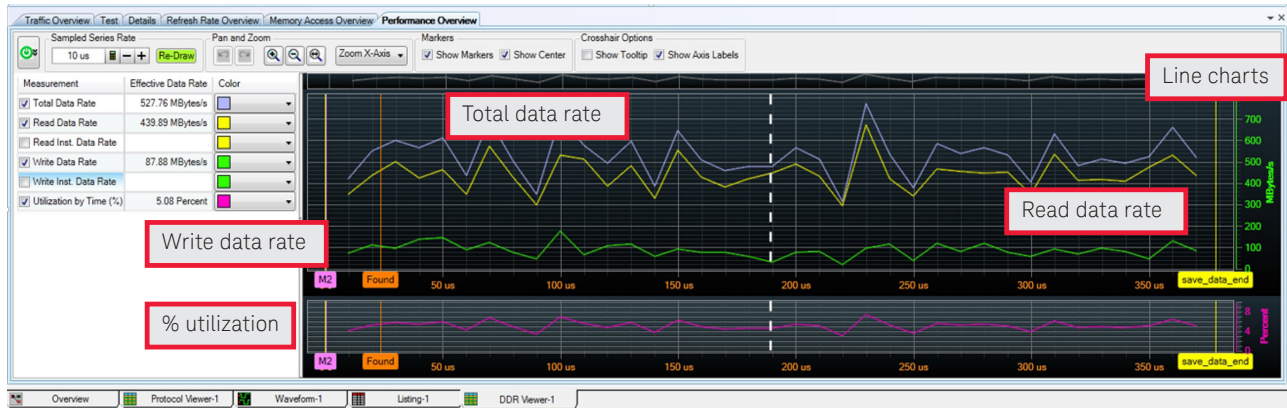 Traffic Overview Test Details Refresh Rate Overview Memory Access Overview Performance Overview
Sampled Series Rate Pan and Zoom Markers Crosshair Options
10 us Re-Draw Zoom X-Axis Show Markers Show Center Show Tooltip Show Axis Labels
Measurement Effective Data Rate Color
Total Data Rate 527.76 MBytes/s
Read Data Rate 439.89 MBytes/s
Read Inst. Data Rate
Write Data Rate 87.88 MBytes/s
Write Inst. Data Rate
Utilization by Time (%) 5.08 Percent
Line charts
Total data rate
Read data rate
Write data rate
% utilization
700
600
500
400
300
200
100
0
MBytes/s
M2 Found 50 us 100 us 150 us 200 us 250 us 300 us 350 us save_data_end
8
4
0
Percent
M2 Found 50 us 100 us 150 us 200 us 250 us 300 us 350 us save_data_end
Overview Protocol Viewer-1 Waveform-1 Listing-1 DDR Viewer-1